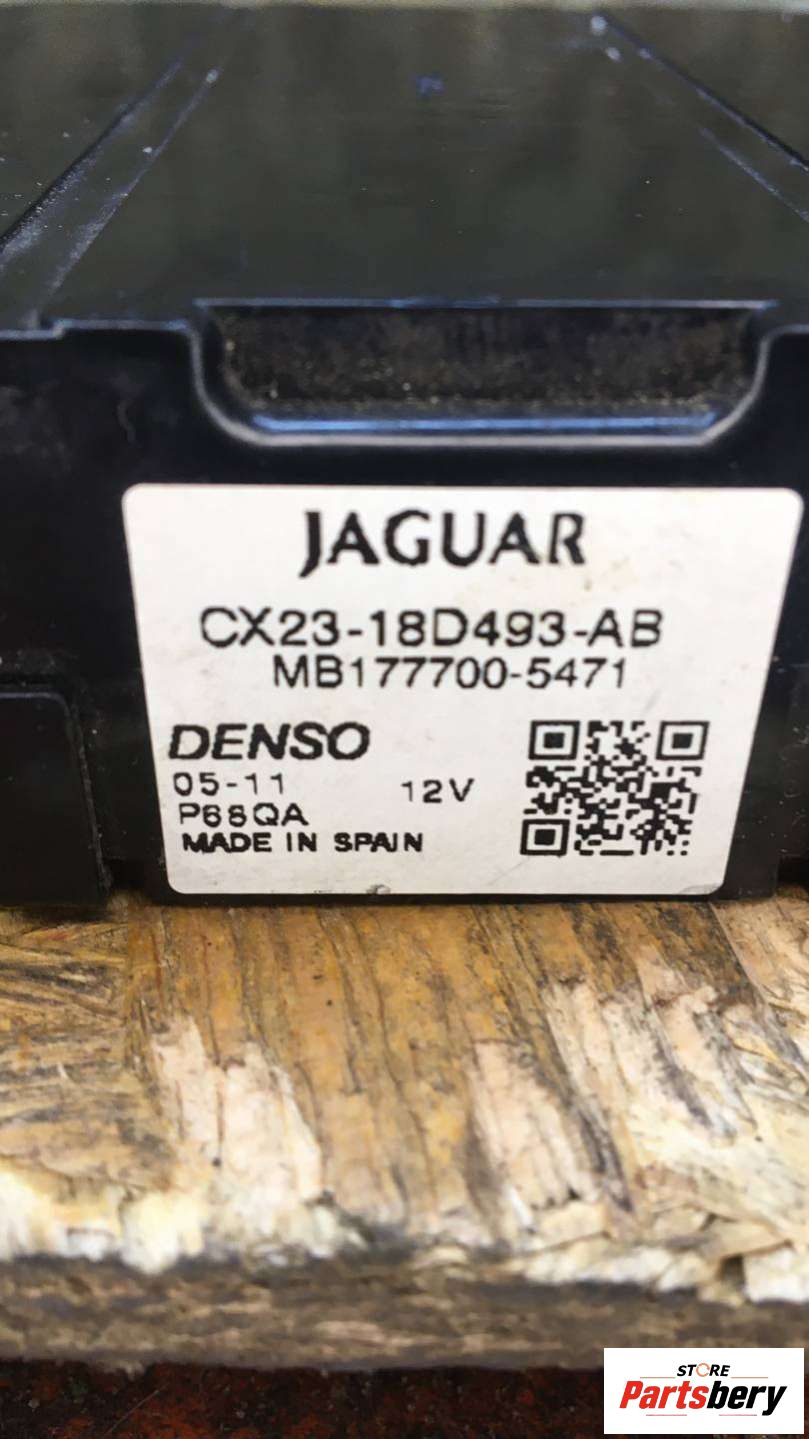 JAGUAR
CX23-18D493-AB
MB177700-5471
DENSO
05-11 12V
P68QA
MADE IN SPAIN
STORE
Partsbery